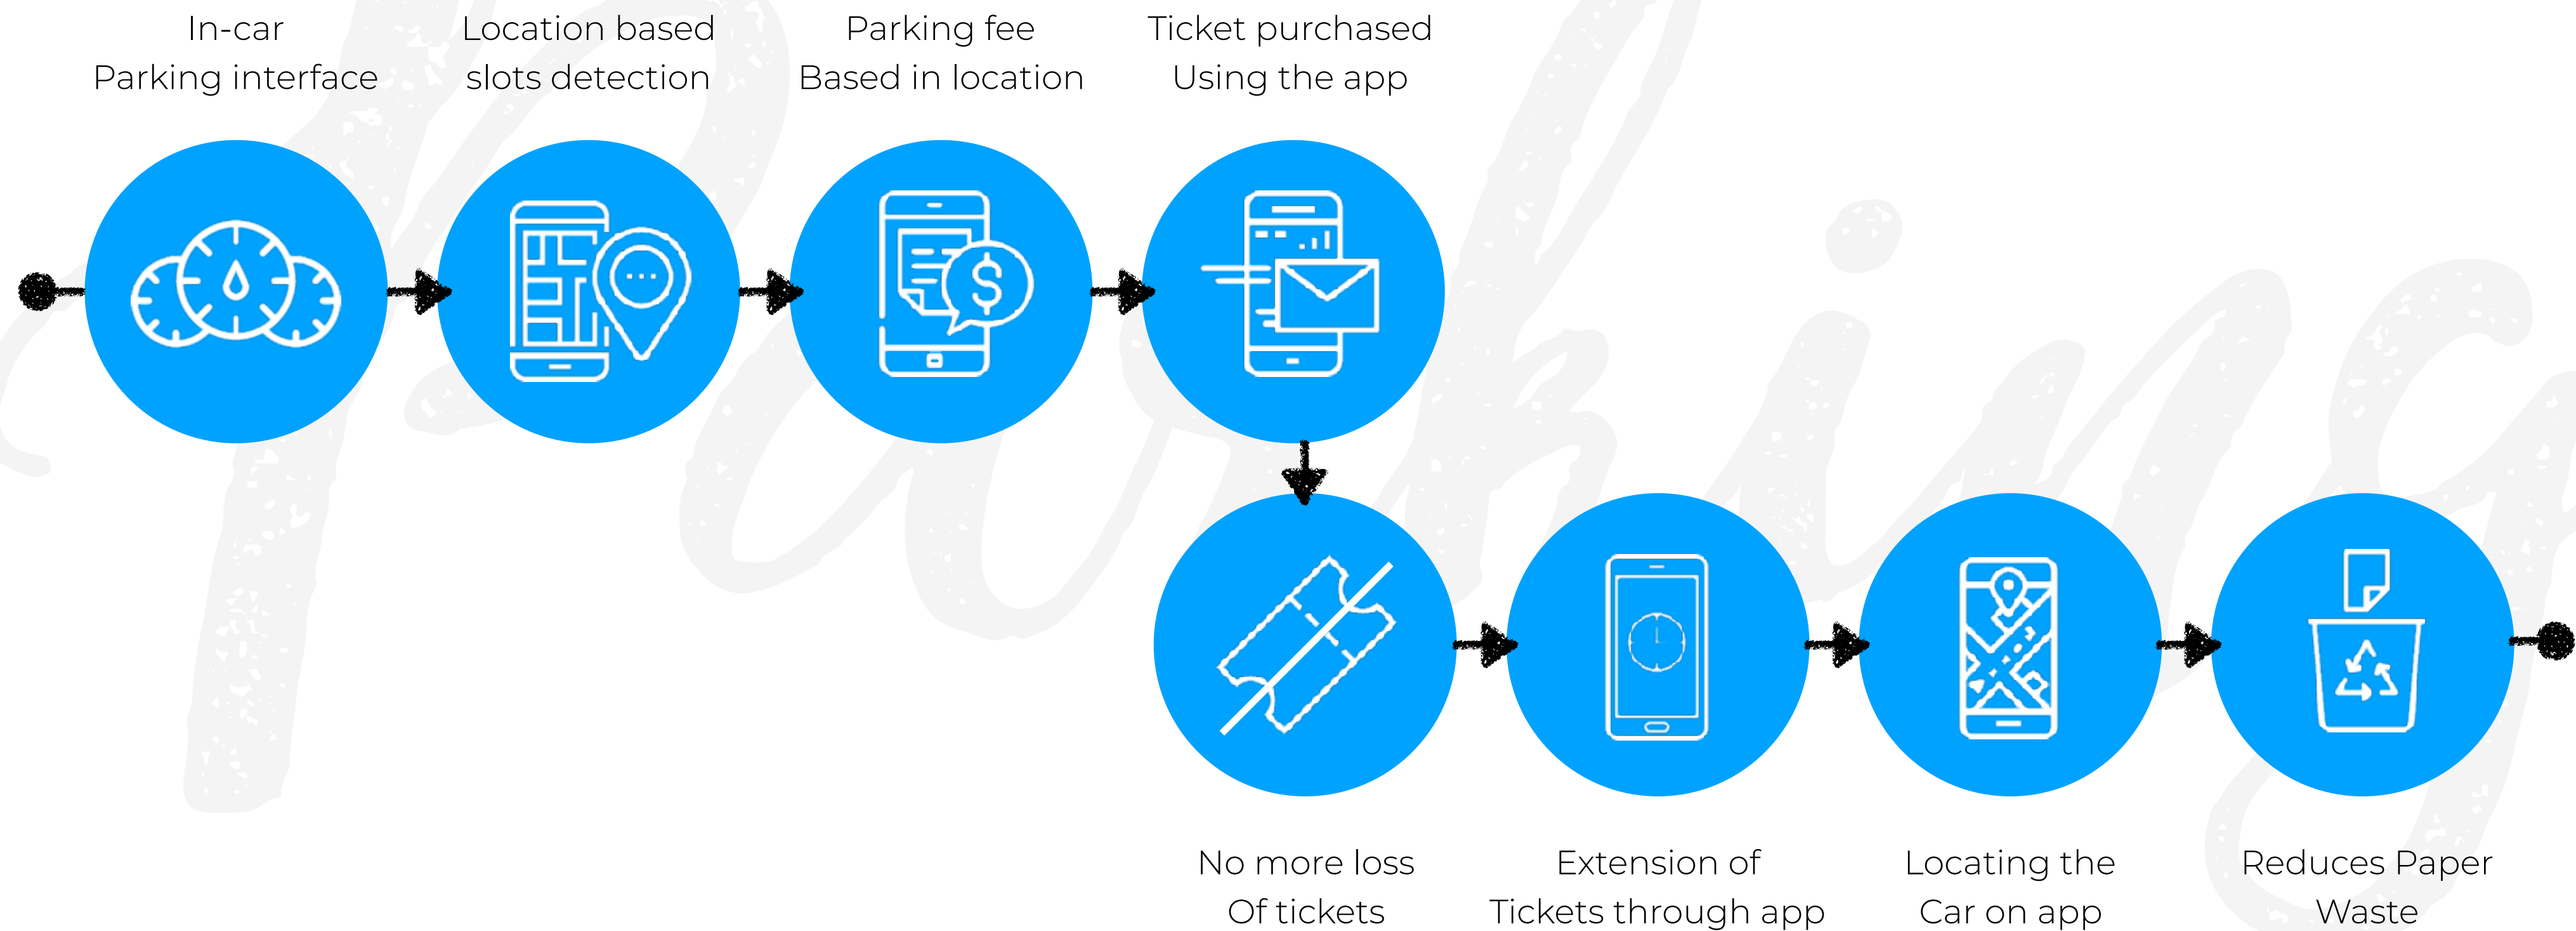 In-car
Parking interface
Location based
slots detection
Parking fee
Based in location
Ticket purchased
Using the app
$
No more loss
Of tickets
Extension of
Tickets through app
Locating the
Car on app
Reduces Paper
Waste
Parking